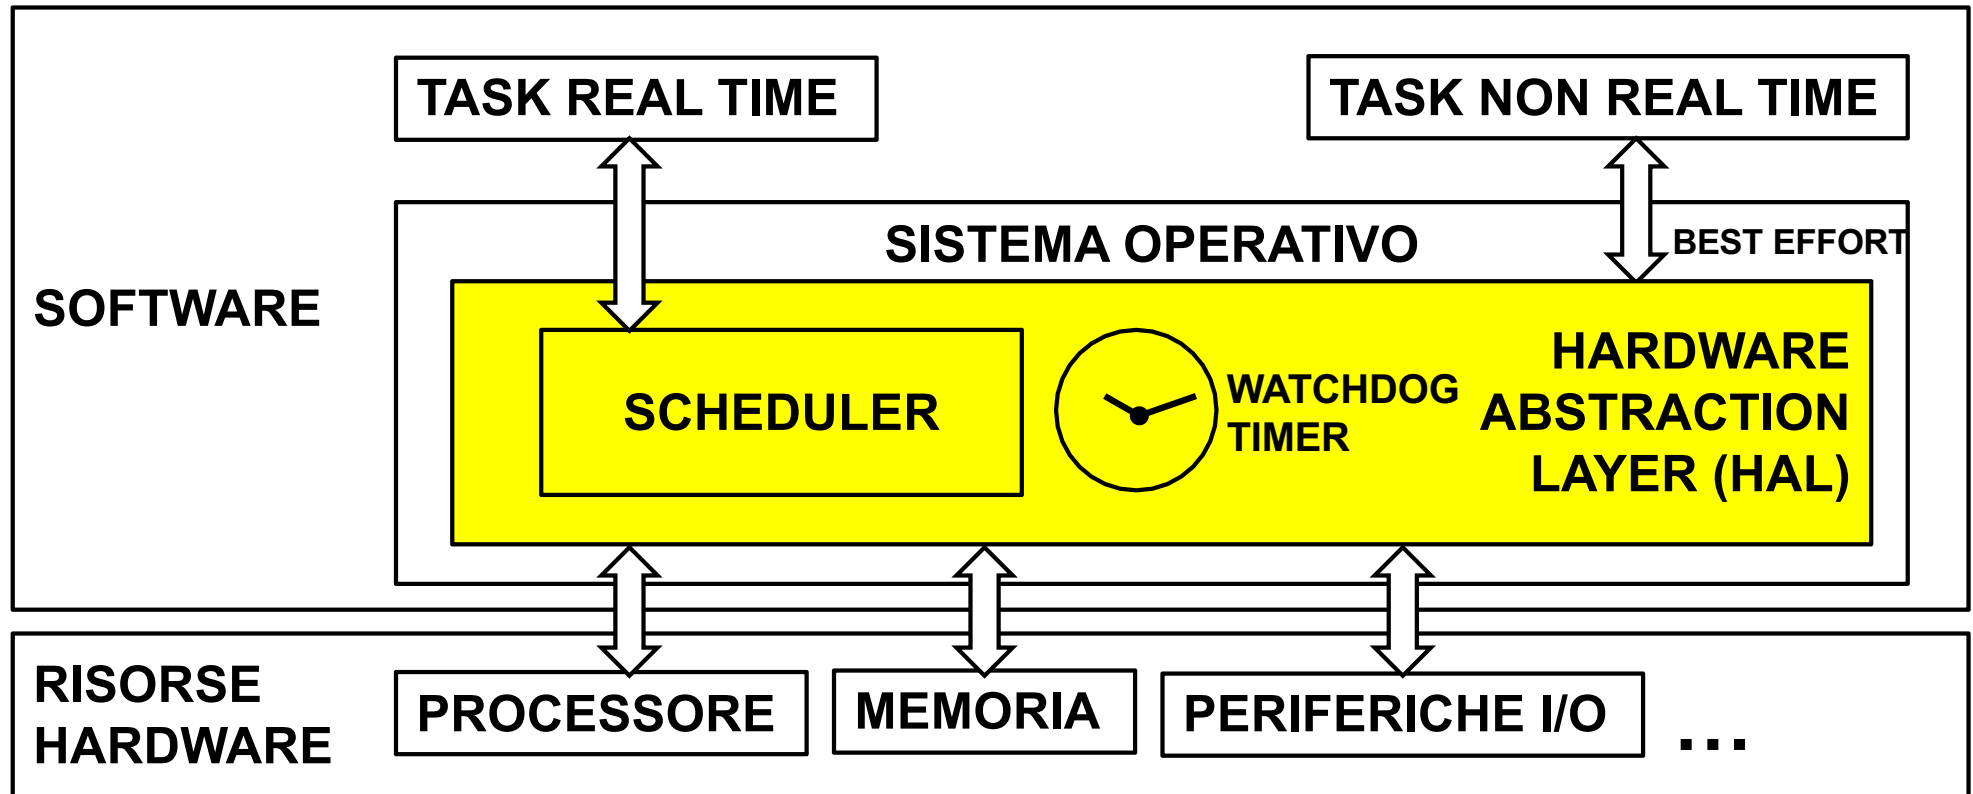 TASK REAL TIME
TASK NON REAL TIME
SISTEMA OPERATIVO
BEST EFFORT
SOFTWARE
SCHEDULER
WATCHDOG
TIMER
HARDWARE
ABSTRACTION
LAYER (HAL)
RISORSE
HARDWARE
PROCESSORE
MEMORIA
PERIFERICHE I/O
...